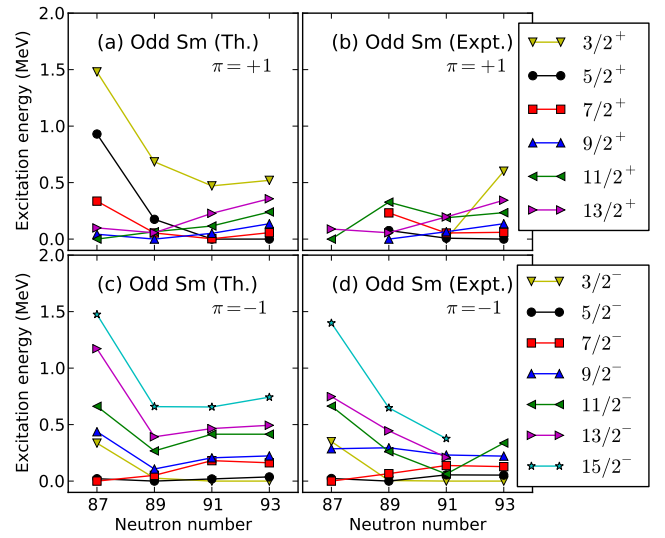 2.0
1.5
1.0
0.5
0.0
Excitation energy (MeV)
(a) Odd Sm (Th.)
π = +1
(b) Odd Sm (Expt.)
π = +1
3/2⁺
5/2⁺
7/2⁺
9/2⁺
11/2⁺
13/2⁺
2.0
1.5
1.0
0.5
0.0
Excitation energy (MeV)
(c) Odd Sm (Th.)
π = −1
(d) Odd Sm (Expt.)
π = −1
3/2⁻
5/2⁻
7/2⁻
9/2⁻
11/2⁻
13/2⁻
15/2⁻
87 89 91 93
87 89 91 93
Neutron number
Neutron number